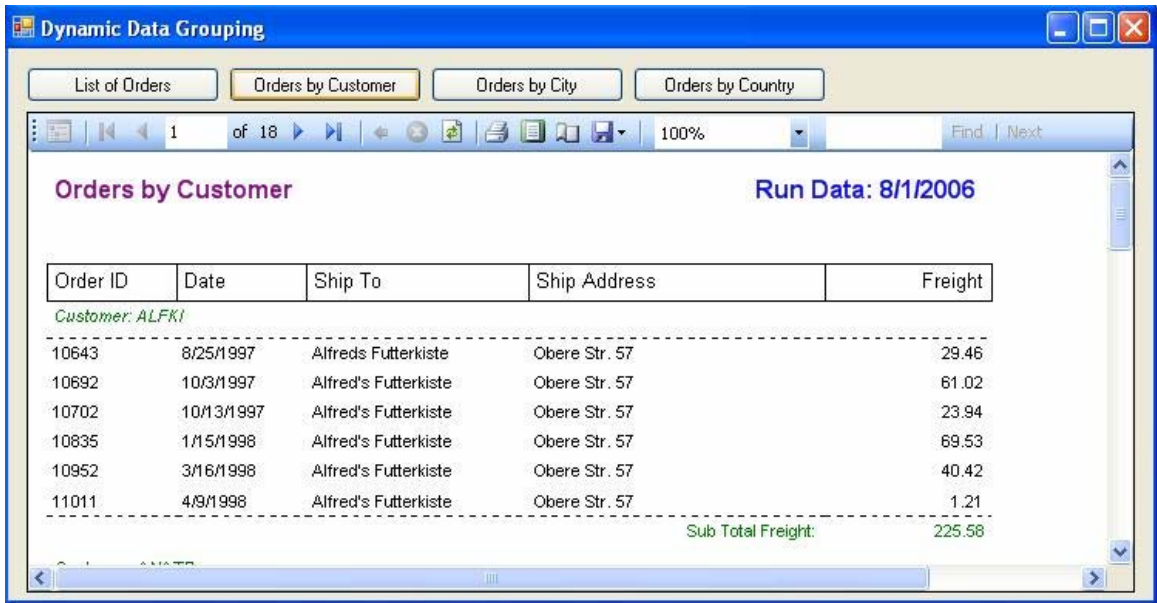 Dynamic Data Grouping
List of Orders Orders by Customer Orders by City Orders by Country
1 of 18 100% Find | Next
Orders by Customer Run Data: 8/1/2006
Order ID Date Ship To Ship Address Freight
Customer: ALFKI
10643 8/25/1997 Alfreds Futterkiste Obere Str. 57 29.46
10692 10/3/1997 Alfred's Futterkiste Obere Str. 57 61.02
10702 10/13/1997 Alfred's Futterkiste Obere Str. 57 23.94
10835 1/15/1998 Alfred's Futterkiste Obere Str. 57 69.53
10952 3/16/1998 Alfred's Futterkiste Obere Str. 57 40.42
11011 4/9/1998 Alfred's Futterkiste Obere Str. 57 1.21
Sub Total Freight: 225.58